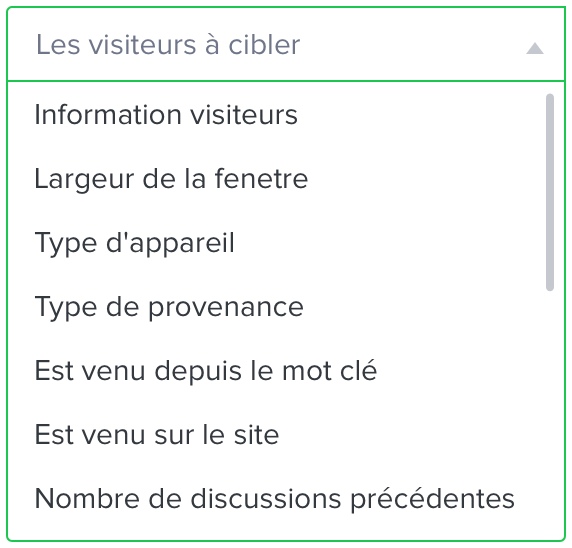 Les visiteurs à cibler
Information visiteurs
Largeur de la fenetre
Type d'appareil
Type de provenance
Est venu depuis le mot clé
Est venu sur le site
Nombre de discussions précédentes